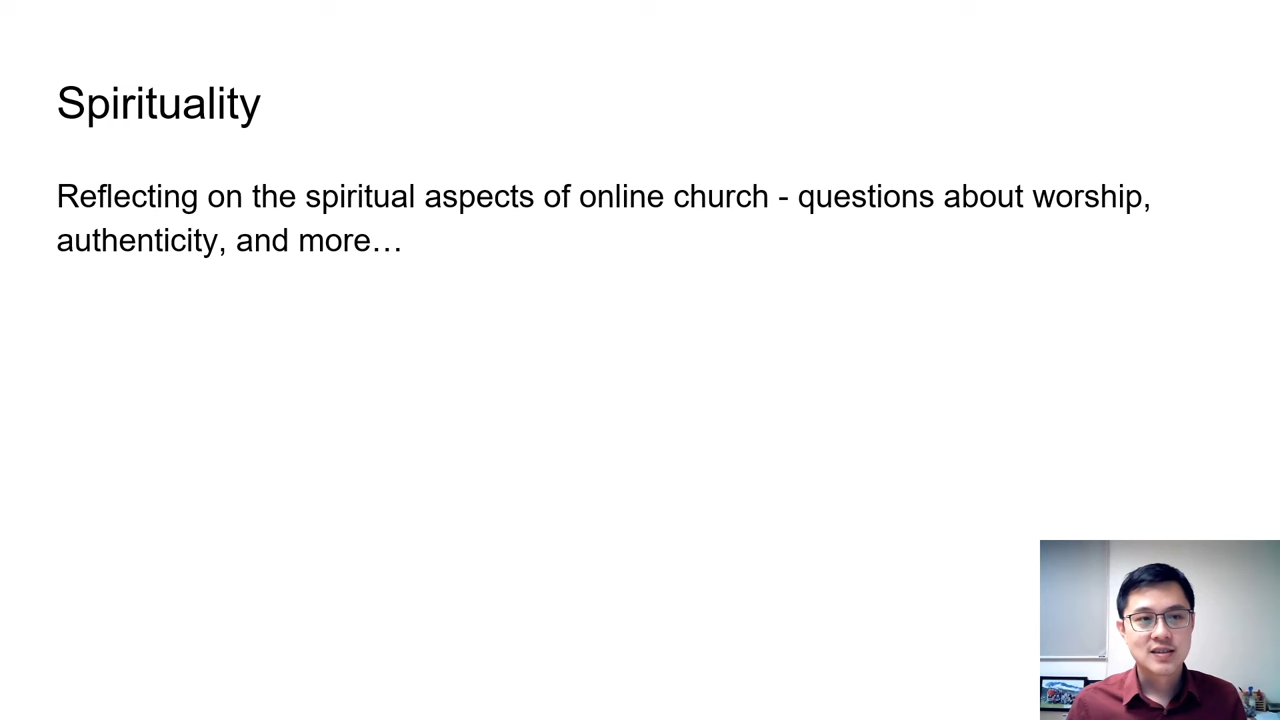 Spirituality
Reflecting on the spiritual aspects of online church - questions about worship,
authenticity, and more…